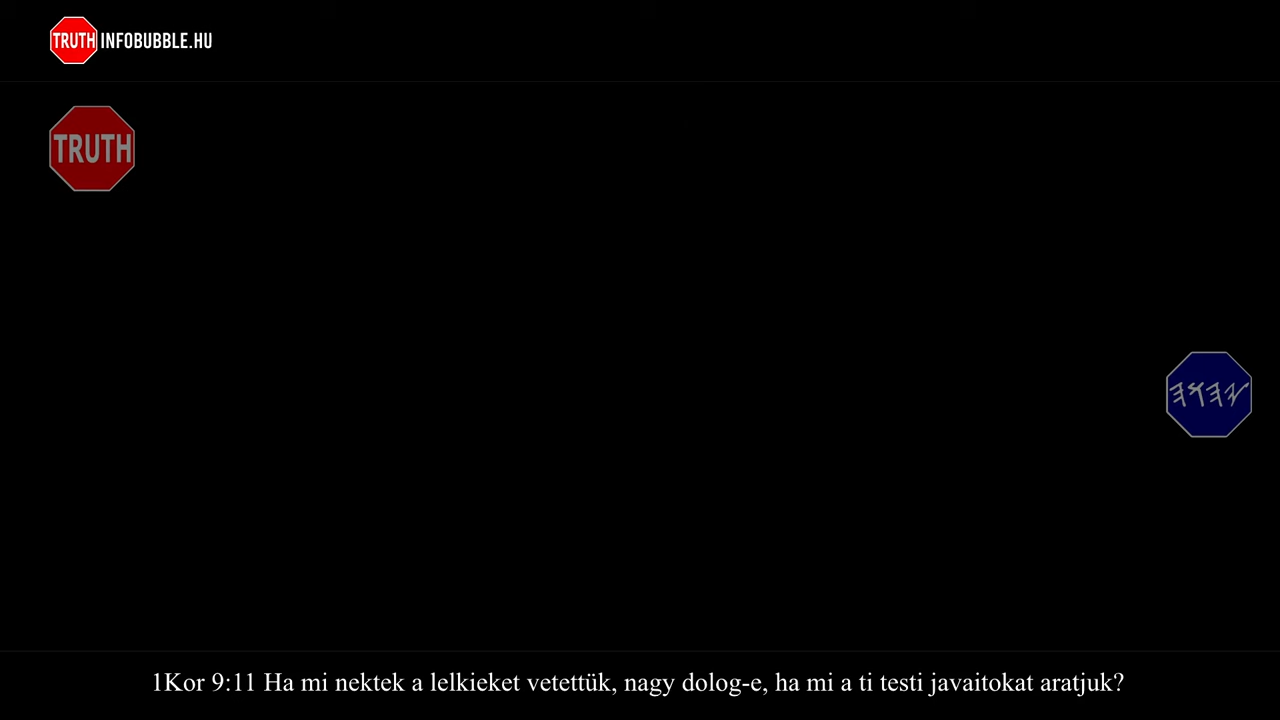 TRUTH INFOBUBBLE.HU
TRUTH
𐤉𐤄𐤅𐤄
1Kor 9:11 Ha mi nektek a lelkieket vetettük, nagy dolog-e, ha mi a ti testi javaitokat aratjuk?